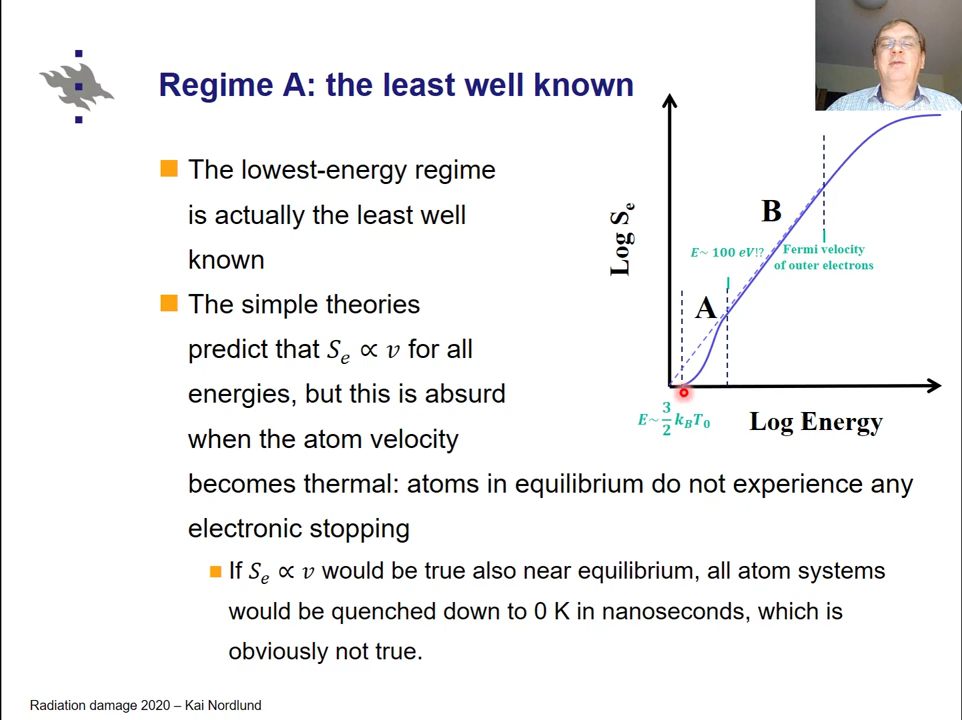 Regime A: the least well known
The lowest-energy regime
is actually the least well
known
The simple theories
predict that Sₑ ∝ v for all
energies, but this is absurd
when the atom velocity
becomes thermal: atoms in equilibrium do not experience any
electronic stopping
If Sₑ ∝ v would be true also near equilibrium, all atom systems
would be quenched down to 0 K in nanoseconds, which is
obviously not true.
Log Sₑ
B
E~ 100 eV!?
Fermi velocity
of outer electrons
A
E~ 3/2 k_B T₀
Log Energy
Radiation damage 2020 – Kai Nordlund